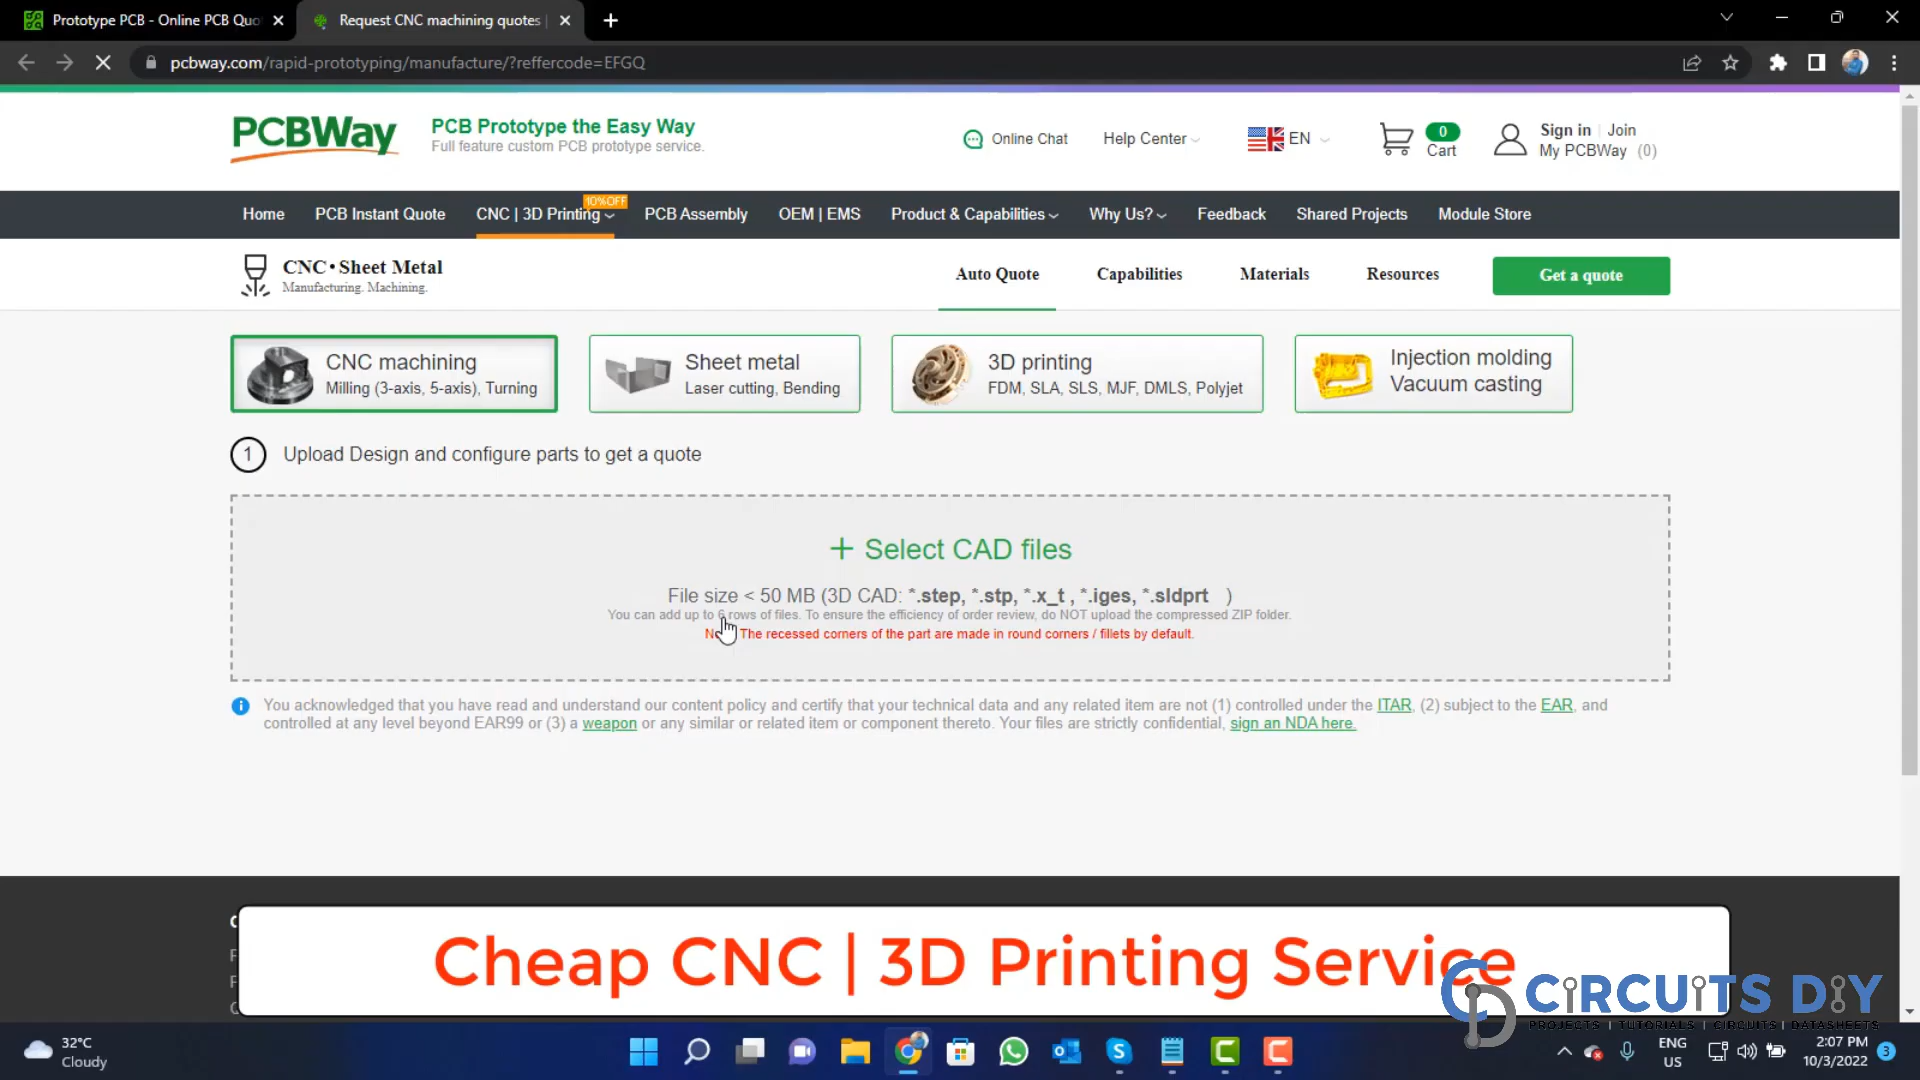 Prototype PCB - Online PCB Quo
Request CNC machining quotes
pcbway.com/rapid-prototyping/manufacture/?reffercode=EFGQ
PCBWay
PCB Prototype the Easy Way
Full feature custom PCB prototype service.
Online Chat
Help Center
EN
0
Cart
Sign in | Join
My PCBWay (0)
Home
PCB Instant Quote
CNC | 3D Printing
10%OFF
PCB Assembly
OEM | EMS
Product & Capabilities
Why Us?
Feedback
Shared Projects
Module Store
CNC • Sheet Metal
Manufacturing. Machining.
Auto Quote
Capabilities
Materials
Resources
Get a quote
CNC machining
Milling (3-axis, 5-axis), Turning
Sheet metal
Laser cutting, Bending
3D printing
FDM, SLA, SLS, MJF, DMLS, Polyjet
Injection molding
Vacuum casting
1
Upload Design and configure parts to get a quote
+ Select CAD files
File size < 50 MB (3D CAD: *.step, *.stp, *.x_t , *.iges, *.sldprt )
You can add up to 6 rows of files. To ensure the efficiency of order review, do NOT upload the compressed ZIP folder.
The recessed corners of the part are made in round corners / fillets by default.
You acknowledged that you have read and understand our content policy and certify that your technical data and any related item are not (1) controlled under the ITAR, (2) subject to the EAR, and
controlled at any level beyond EAR99 or (3) a weapon or any similar or related item or component thereto. Your files are strictly confidential, sign an NDA here.
Cheap CNC | 3D Printing Service
CIRCUITS DIY
PROJECTS | TUTORIALS | CIRCUITS | DATASHEETS
32°C
Cloudy
ENG
US
2:07 PM
10/3/2022
3